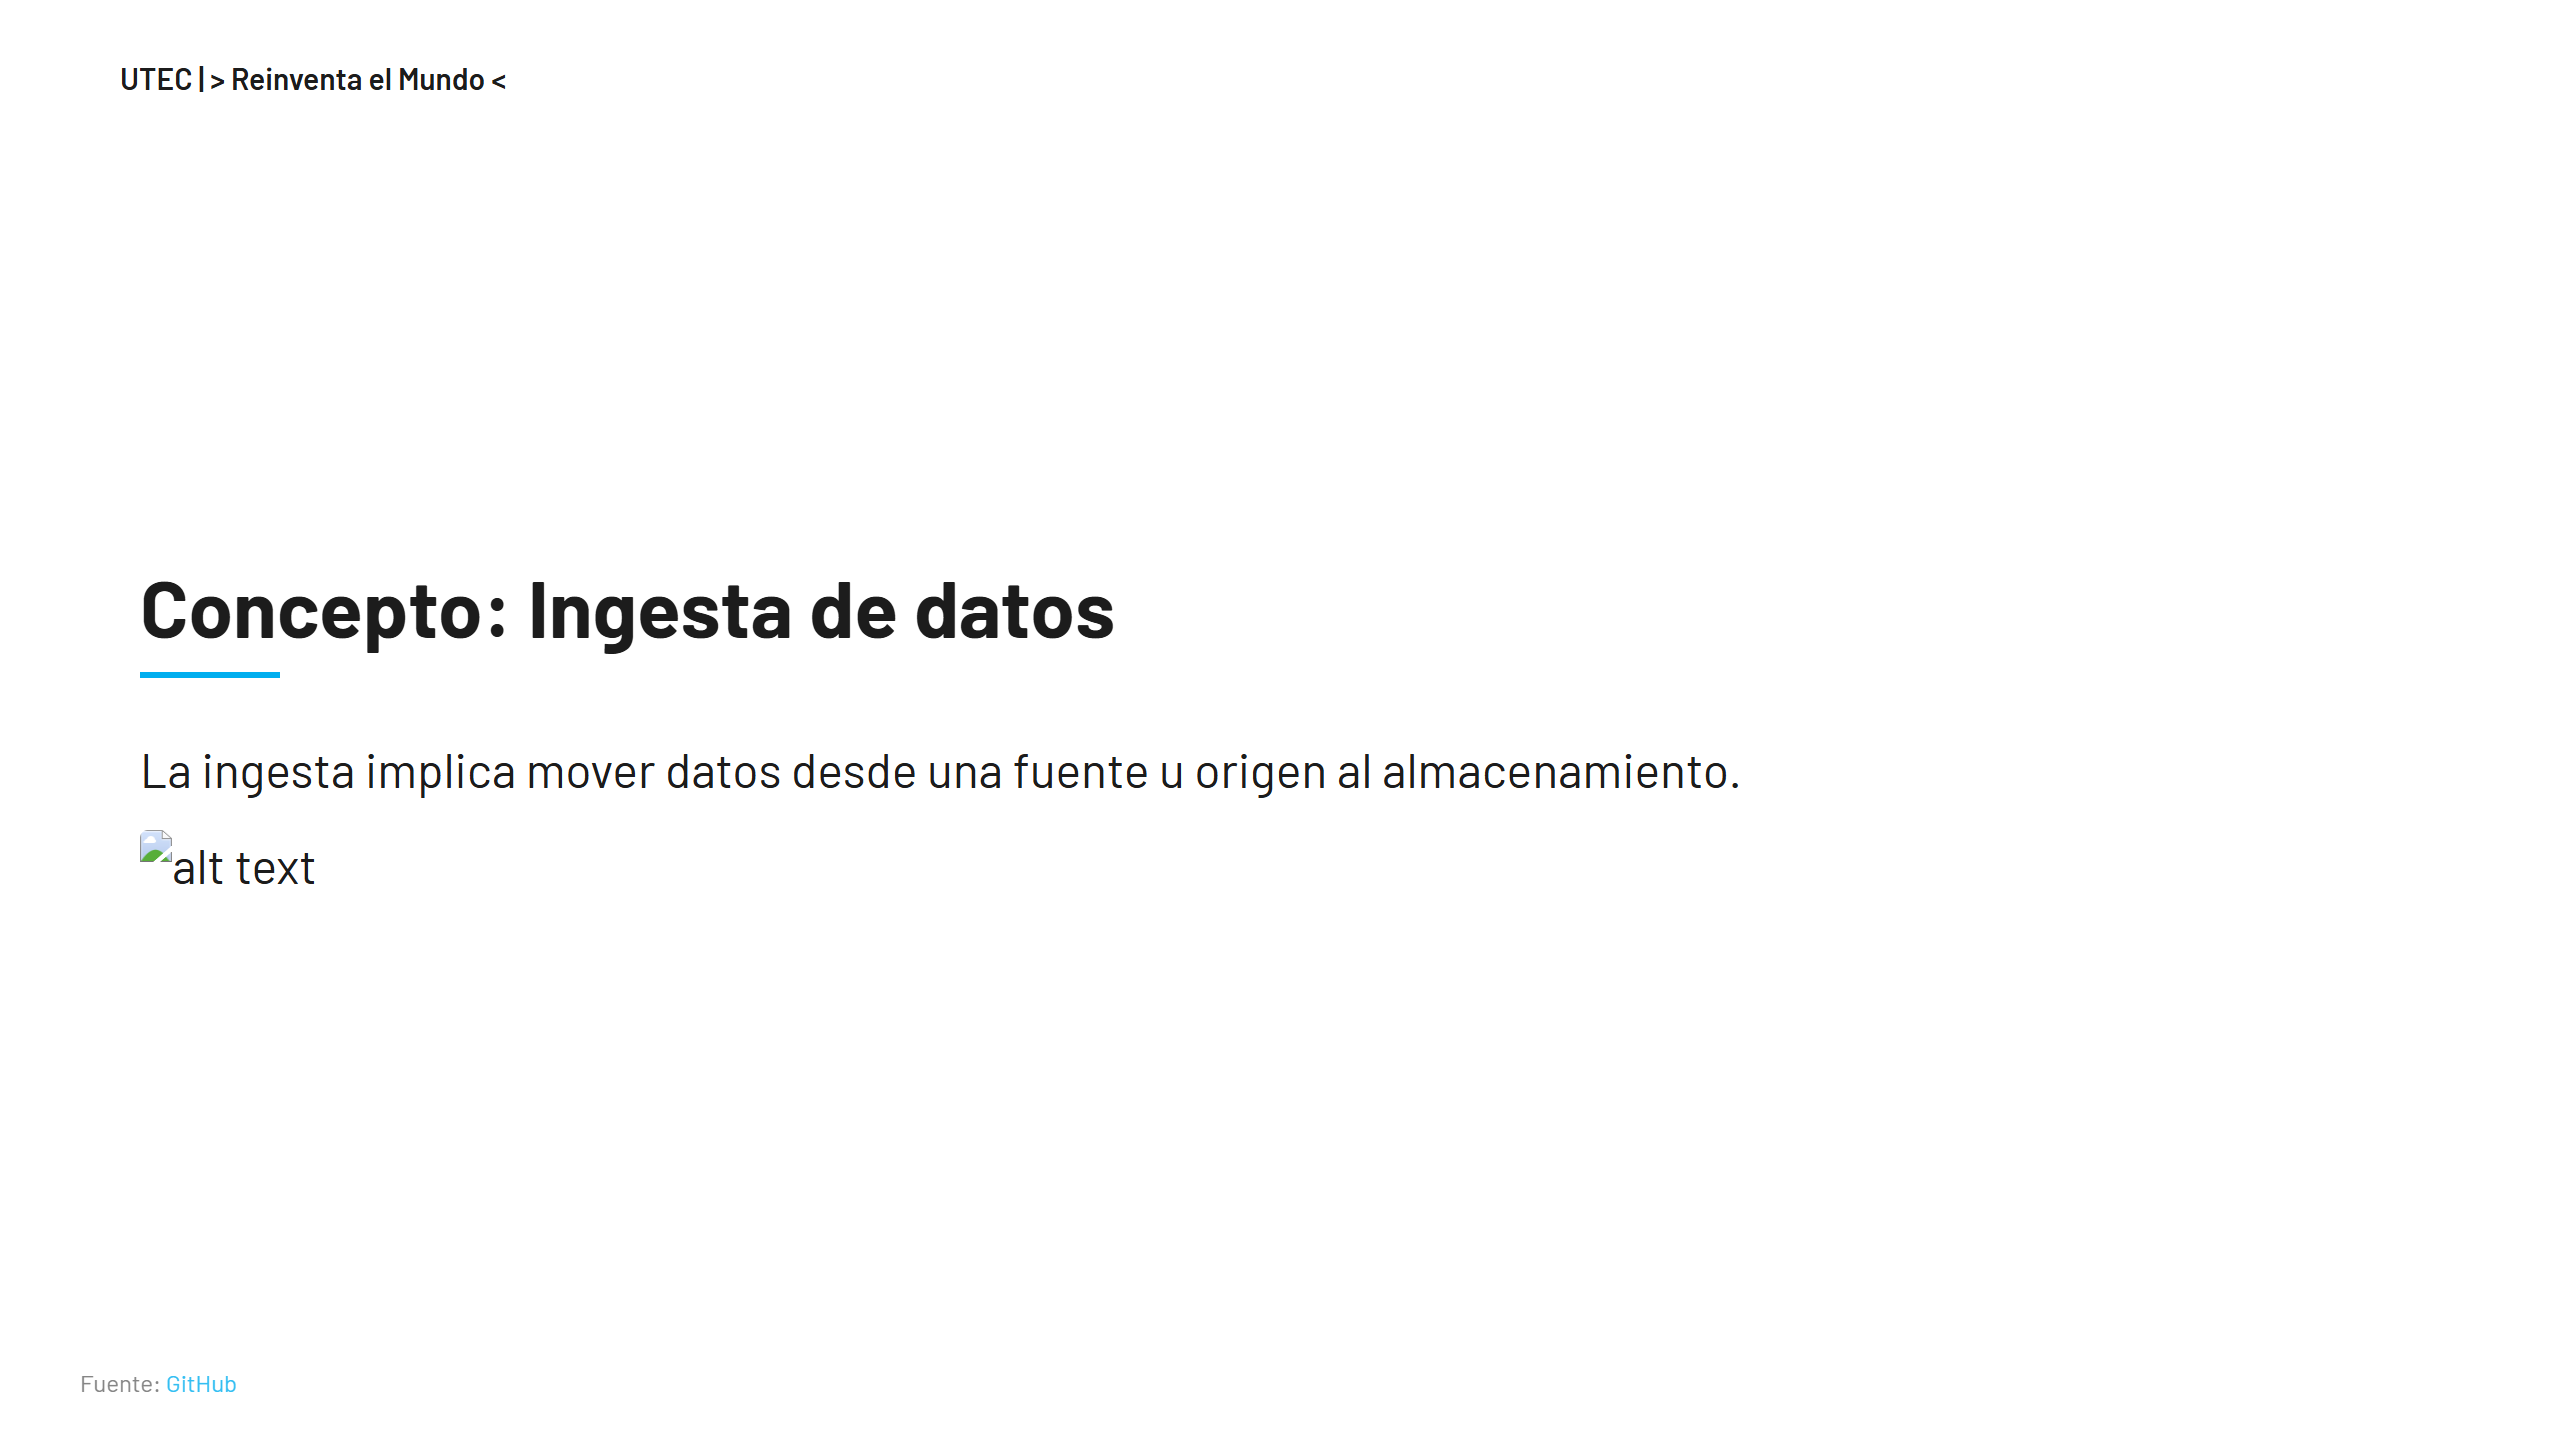 UTEC | > Reinventa el Mundo <
Concepto: Ingesta de datos
La ingesta implica mover datos desde una fuente u origen al almacenamiento.
alt text
Fuente: GitHub